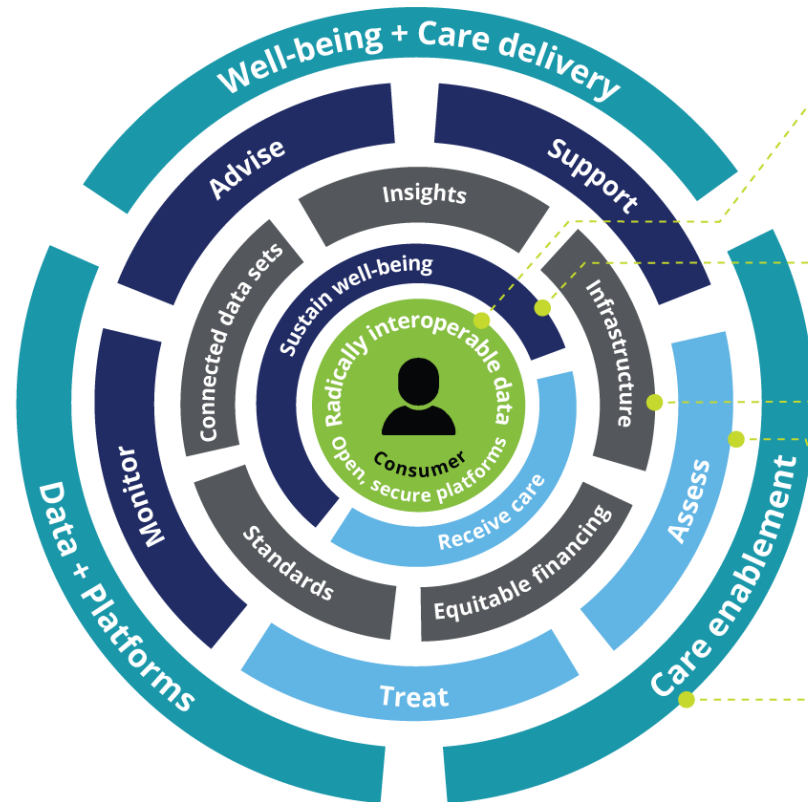 Well-being + Care delivery
Advise
Support
Insights
Connected data sets
Sustain well-being
Infrastructure
Radically interoperable data
Consumer
Open, secure platforms
Monitor
Receive care
Assess
Standards
Equitable financing
Treat
Data + Platforms
Care enablement